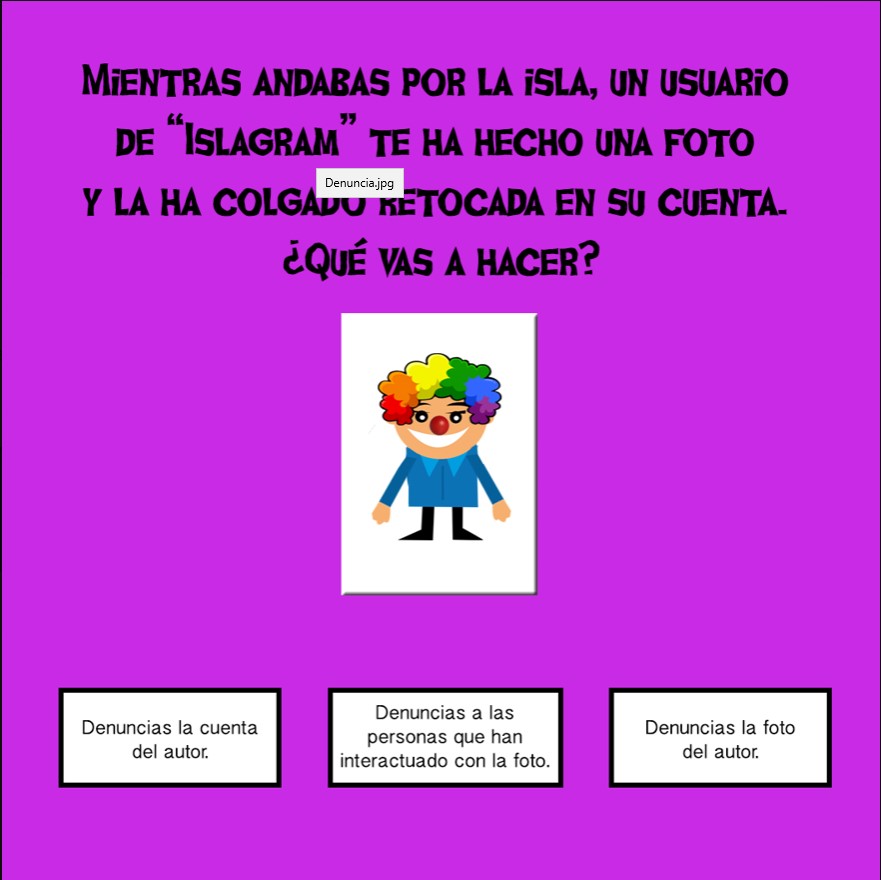 Mientras andabas por la isla, un usuario
de “Islagram” te ha hecho una foto
Denuncia.jpg
y la ha colgado retocada en su cuenta.
¿Qué vas a hacer?
Denuncias la cuenta
del autor.
Denuncias a las
personas que han
interactuado con la foto.
Denuncias la foto
del autor.